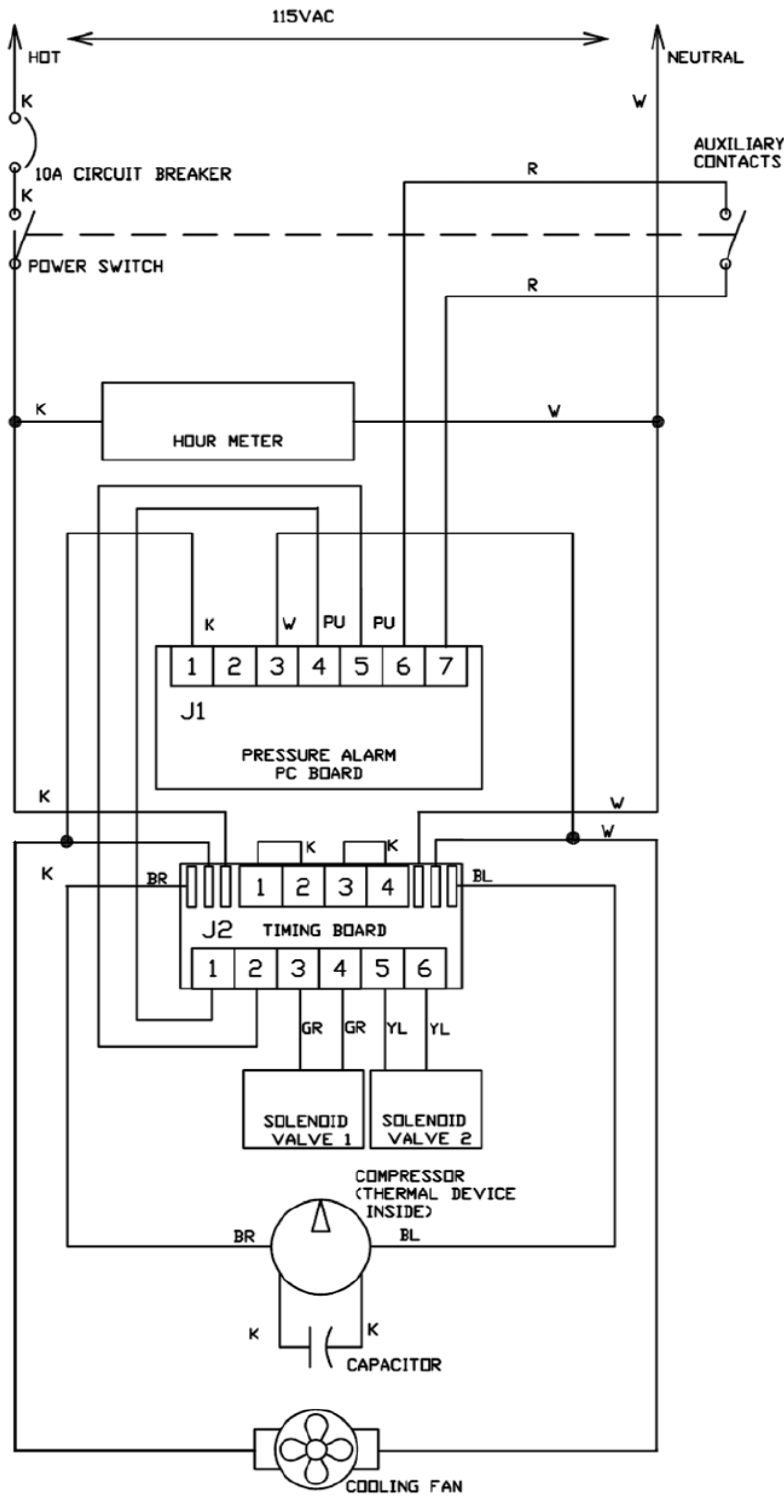 115VAC
HOT
NEUTRAL
K
W
AUXILIARY
CONTACTS
10A CIRCUIT BREAKER
R
K
POWER SWITCH
R
K
W
HOUR METER
K
W
PU
PU
1 2 3 4 5 6 7
J1
PRESSURE ALARM
PC BOARD
K
W
W
K
K
K
BR
1 2 3 4
BL
J2
TIMING BOARD
1 2 3 4 5 6
GR
GR
YL
YL
SOLENOID
VALVE 1
SOLENOID
VALVE 2
COMPRESSOR
(THERMAL DEVICE
INSIDE)
BR
BL
K
K
CAPACITOR
COOLING FAN